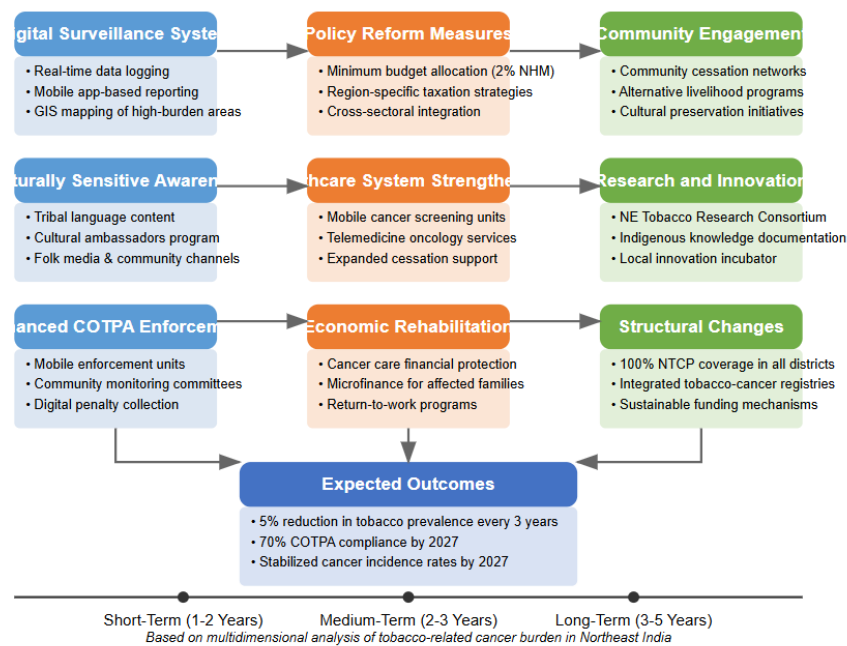 igital Surveillance System
• Real-time data logging
• Mobile app-based reporting
• GIS mapping of high-burden areas
Policy Reform Measures
• Minimum budget allocation (2% NHM)
• Region-specific taxation strategies
• Cross-sectoral integration
Community Engagement
• Community cessation networks
• Alternative livelihood programs
• Cultural preservation initiatives
turally Sensitive Awaren
• Tribal language content
• Cultural ambassadors program
• Folk media & community channels
hcare System Strengthe
• Mobile cancer screening units
• Telemedicine oncology services
• Expanded cessation support
Research and Innovation
• NE Tobacco Research Consortium
• Indigenous knowledge documentation
• Local innovation incubator
anced COTPA Enforcem
• Mobile enforcement units
• Community monitoring committees
• Digital penalty collection
Economic Rehabilitation
• Cancer care financial protection
• Microfinance for affected families
• Return-to-work programs
Structural Changes
• 100% NTCP coverage in all districts
• Integrated tobacco-cancer registries
• Sustainable funding mechanisms
Expected Outcomes
• 5% reduction in tobacco prevalence every 3 years
• 70% COTPA compliance by 2027
• Stabilized cancer incidence rates by 2027
Short-Term (1-2 Years)
Medium-Term (2-3 Years)
Long-Term (3-5 Years)
Based on multidimensional analysis of tobacco-related cancer burden in Northeast India